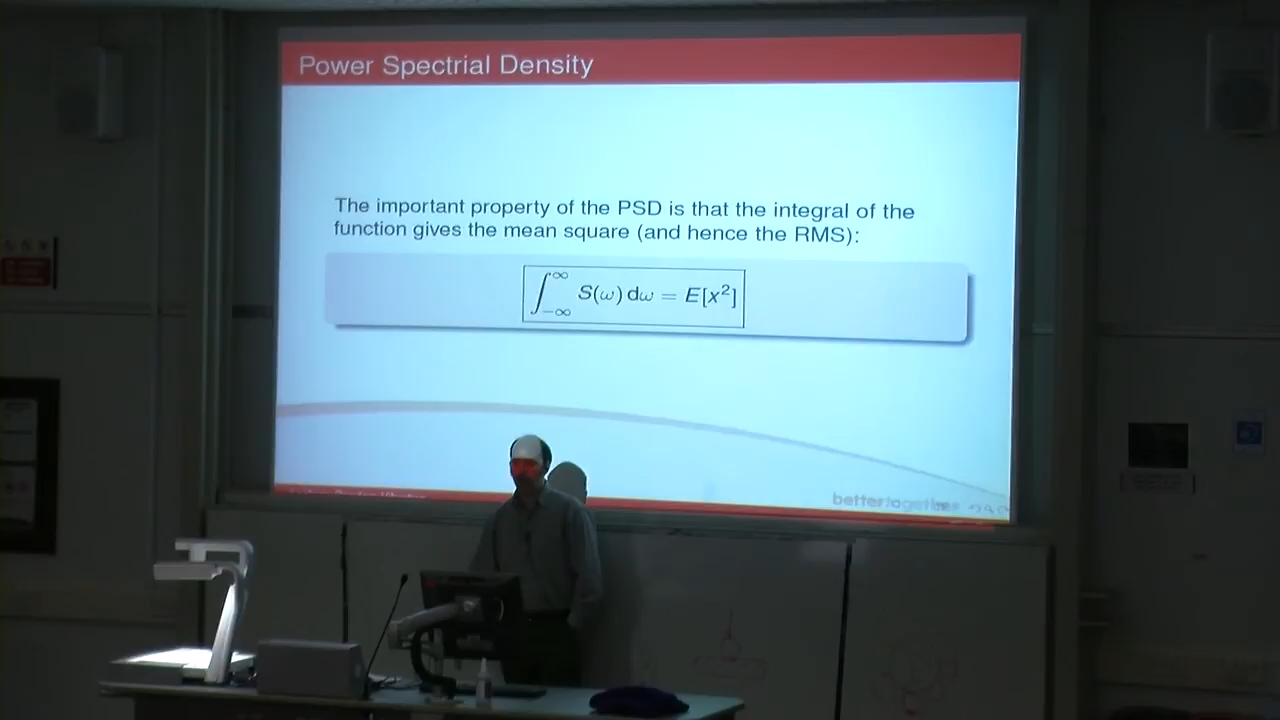 Power Spectrial Density
The important property of the PSD is that the integral of the
function gives the mean square (and hence the RMS):
∫_{-∞}^{∞} S(ω) dω = E[x²]